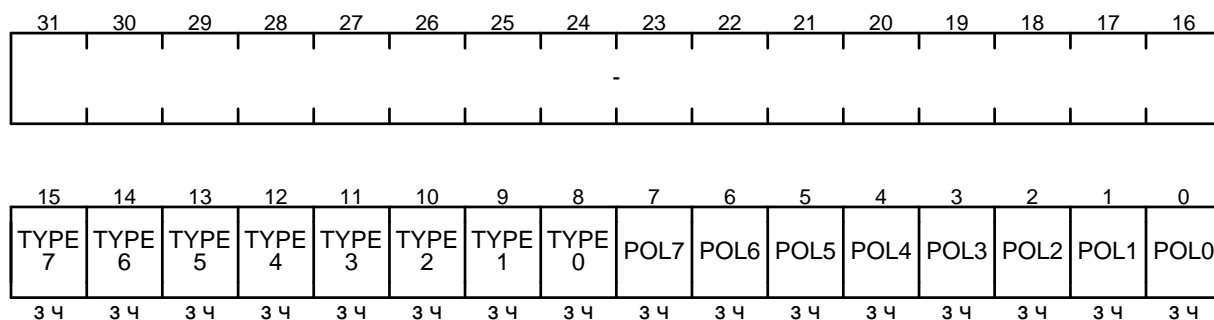 31 30 29 28 27 26 25 24 23 22 21 20 19 18 17 16
-
15 14 13 12 11 10 9 8 7 6 5 4 3 2 1 0
TYPE TYPE TYPE TYPE TYPE TYPE TYPE TYPE
7 6 5 4 3 2 1 0 POL7 POL6 POL5 POL4 POL3 POL2 POL1 POL0
З Ч З Ч З Ч З Ч З Ч З Ч З Ч З Ч З Ч З Ч З Ч З Ч З Ч З Ч З Ч З Ч